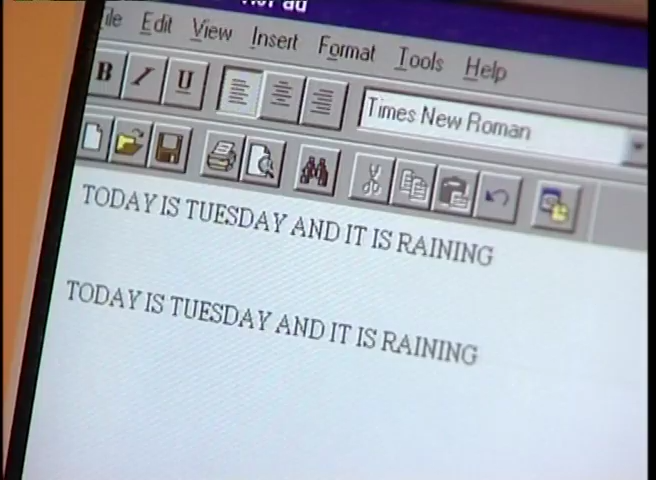 Edit View Insert Format Tools Help
B I U Times New Roman
TODAY IS TUESDAY AND IT IS RAINING
TODAY IS TUESDAY AND IT IS RAINING